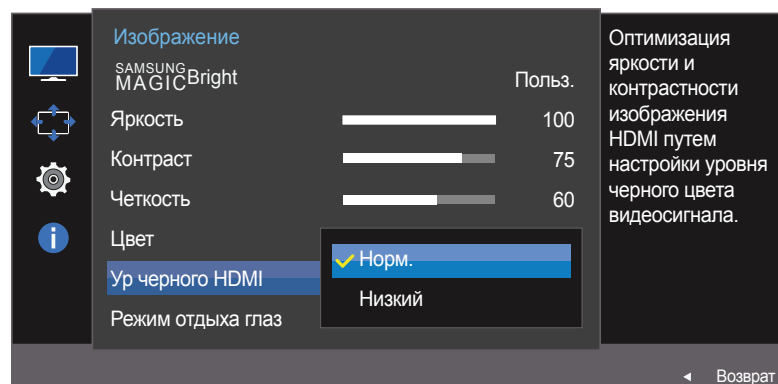 Изображение
SAMSUNG
MAGICBright Польз.
Яркость 100
Контраст 75
Четкость 60
Цвет
Ур черного HDMI
Режим отдыха глаз
Норм.
Низкий
Оптимизация
яркости и
контрастности
изображения
HDMI путем
настройки уровня
черного цвета
видеосигнала.
Возврат